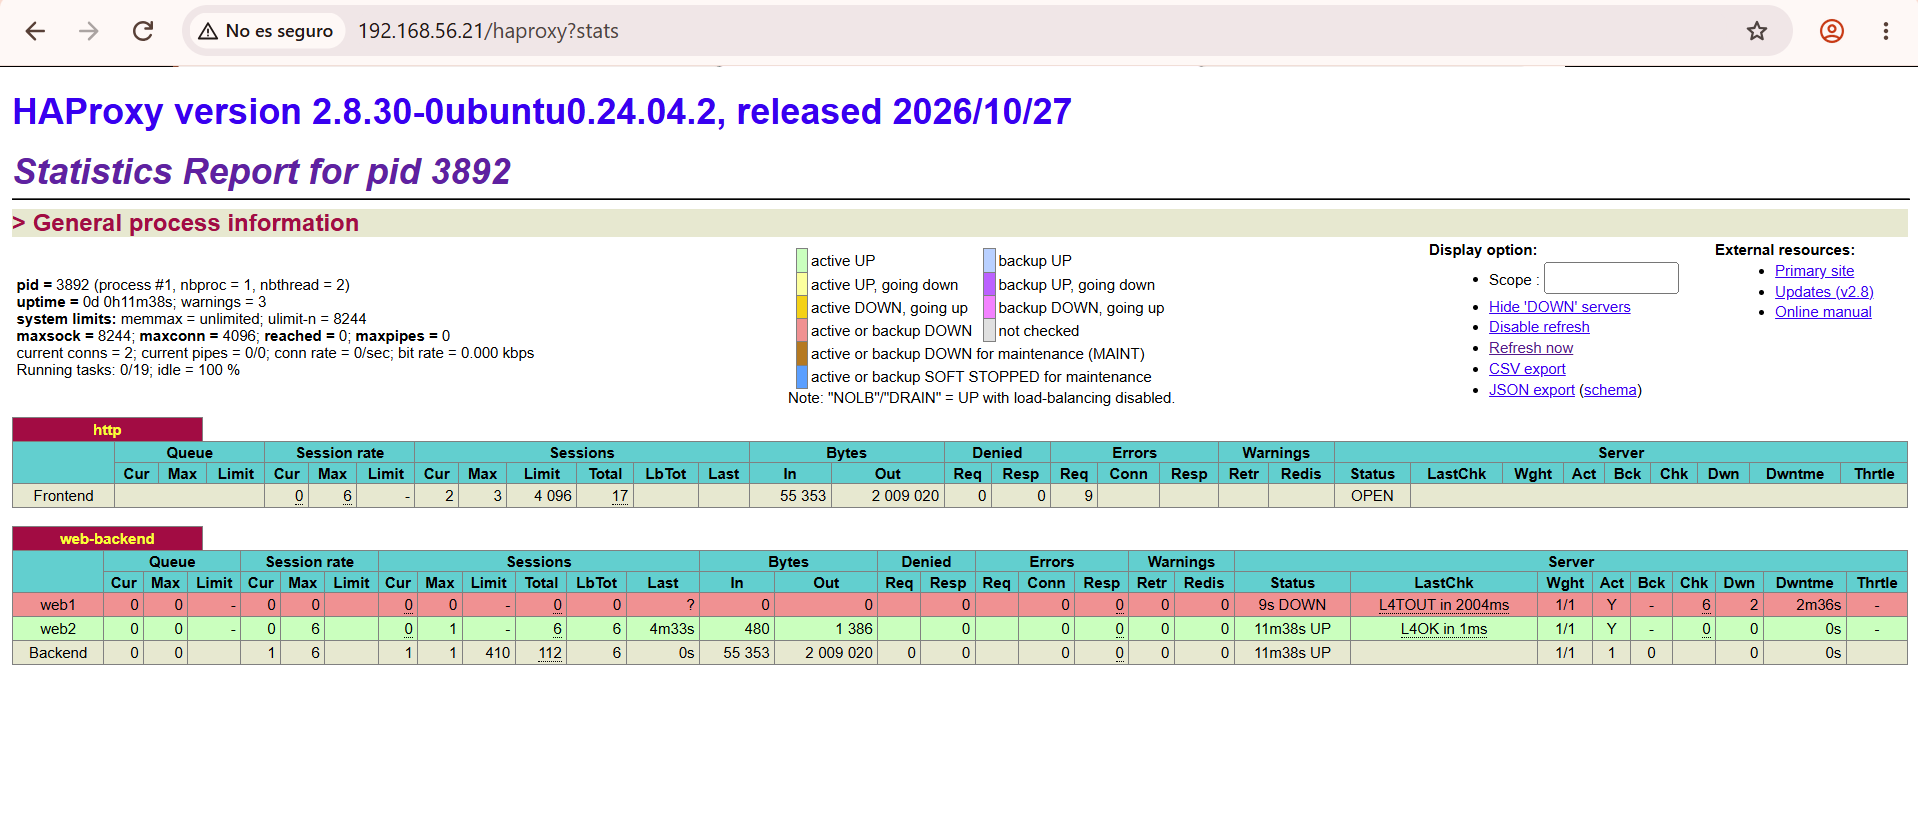 No es seguro 192.168.56.21/haproxy?stats
HAProxy version 2.8.30-0ubuntu0.24.04.2, released 2026/10/27
Statistics Report for pid 3892
> General process information
pid = 3892 (process #1, nbproc = 1, nbthread = 2)
uptime = 0d 0h11m38s; warnings = 3
system limits: memmax = unlimited; ulimit-n = 8244
maxsock = 8244; maxconn = 4096; reached = 0; maxpipes = 0
current conns = 2; current pipes = 0/0; conn rate = 0/sec; bit rate = 0.000 kbps
Running tasks: 0/19; idle = 100 %
active UP backup UP
active UP, going down backup UP, going down
active DOWN, going up backup DOWN, going up
active or backup DOWN not checked
active or backup DOWN for maintenance (MAINT)
active or backup SOFT STOPPED for maintenance
Note: "NOLB"/"DRAIN" = UP with load-balancing disabled.
Display option:
• Scope :
• Hide 'DOWN' servers
• Disable refresh
• Refresh now
• CSV export
• JSON export (schema)
External resources:
• Primary site
• Updates (v2.8)
• Online manual
http
Queue Session rate Sessions Bytes Denied Errors Warnings Server
Cur Max Limit Cur Max Limit Cur Max Limit Total LbTot Last In Out Req Resp Req Conn Resp Retr Redis Status LastChk Wght Act Bck Chk Dwn Dwntme Thrtle
Frontend 0 6 - 2 3 4 096 17 55 353 2 009 020 0 0 9 OPEN
web-backend
Queue Session rate Sessions Bytes Denied Errors Warnings Server
Cur Max Limit Cur Max Limit Cur Max Limit Total LbTot Last In Out Req Resp Req Conn Resp Retr Redis Status LastChk Wght Act Bck Chk Dwn Dwntme Thrtle
web1 0 0 - 0 0 0 0 - 0 0 ? 0 0 0 0 0 0 0 9s DOWN L4TOUT in 2004ms 1/1 Y - 6 2 2m36s -
web2 0 0 - 0 6 0 1 - 6 6 4m33s 480 1 386 0 0 0 0 0 11m38s UP L4OK in 1ms 1/1 Y - 0 0 0s -
Backend 0 0 1 6 1 1 410 112 6 0s 55 353 2 009 020 0 0 0 0 0 0 11m38s UP 1/1 1 0 0 0s